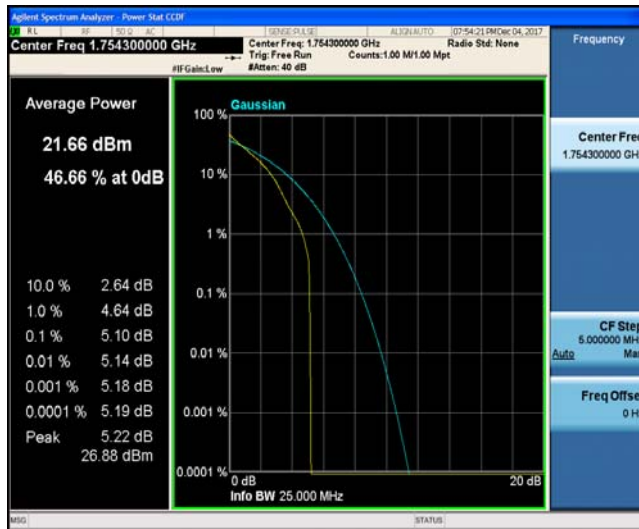 Agilent Spectrum Analyzer - Power Stat CCDF
RL RF 50 Ω AC SENSE:PULSE ALIGN AUTO 07:54:21 PM Dec 04, 2017
Center Freq 1.754300000 GHz
Center Freq: 1.754300000 GHz Radio Std: None
Trig: Free Run Counts:1.00 M/1.00 Mpt
#IFGain:Low #Atten: 40 dB
Frequency
Average Power
21.66 dBm
46.66 % at 0dB
10.0 % 2.64 dB
1.0 % 4.64 dB
0.1 % 5.10 dB
0.01 % 5.14 dB
0.001 % 5.18 dB
0.0001 % 5.19 dB
Peak 5.22 dB
26.88 dBm
Gaussian
100 %
10 %
1 %
0.1 %
0.01 %
0.001 %
0.0001 %
0 dB 20 dB
Info BW 25.000 MHz
Center Fre
1.754300000 GH
CF Step
5.000000 MH
Auto Ma
Freq Offse
0 H
MSG STATUS